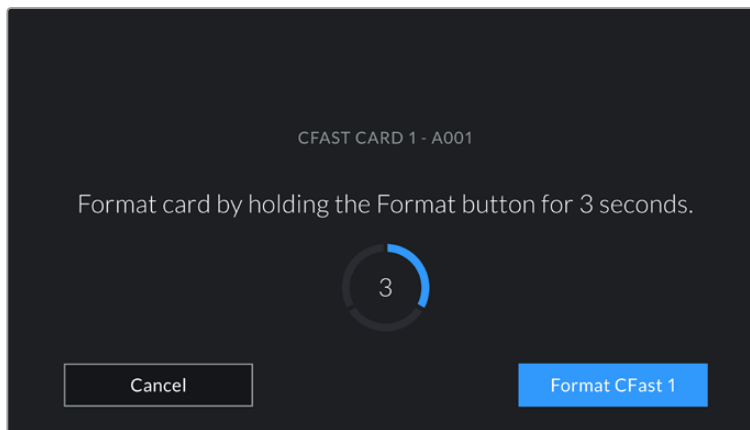 CFAST CARD 1 - A001
Format card by holding the Format button for 3 seconds.
3
Cancel
Format CFast 1